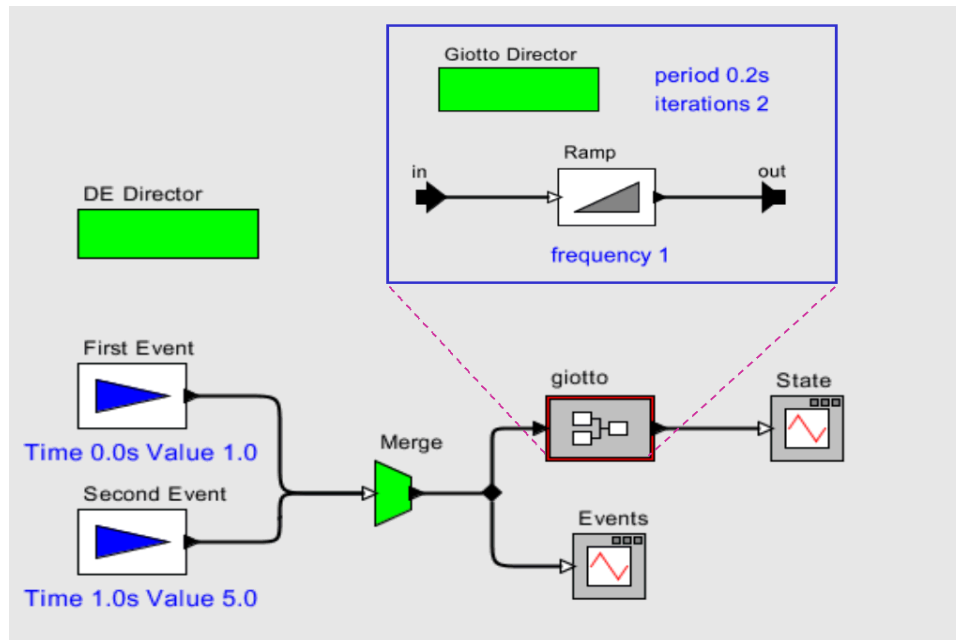 Giotto Director
period 0.2s
iterations 2
in
Ramp
out
frequency 1
DE Director
First Event
Time 0.0s Value 1.0
Second Event
Time 1.0s Value 5.0
Merge
giotto
State
Events